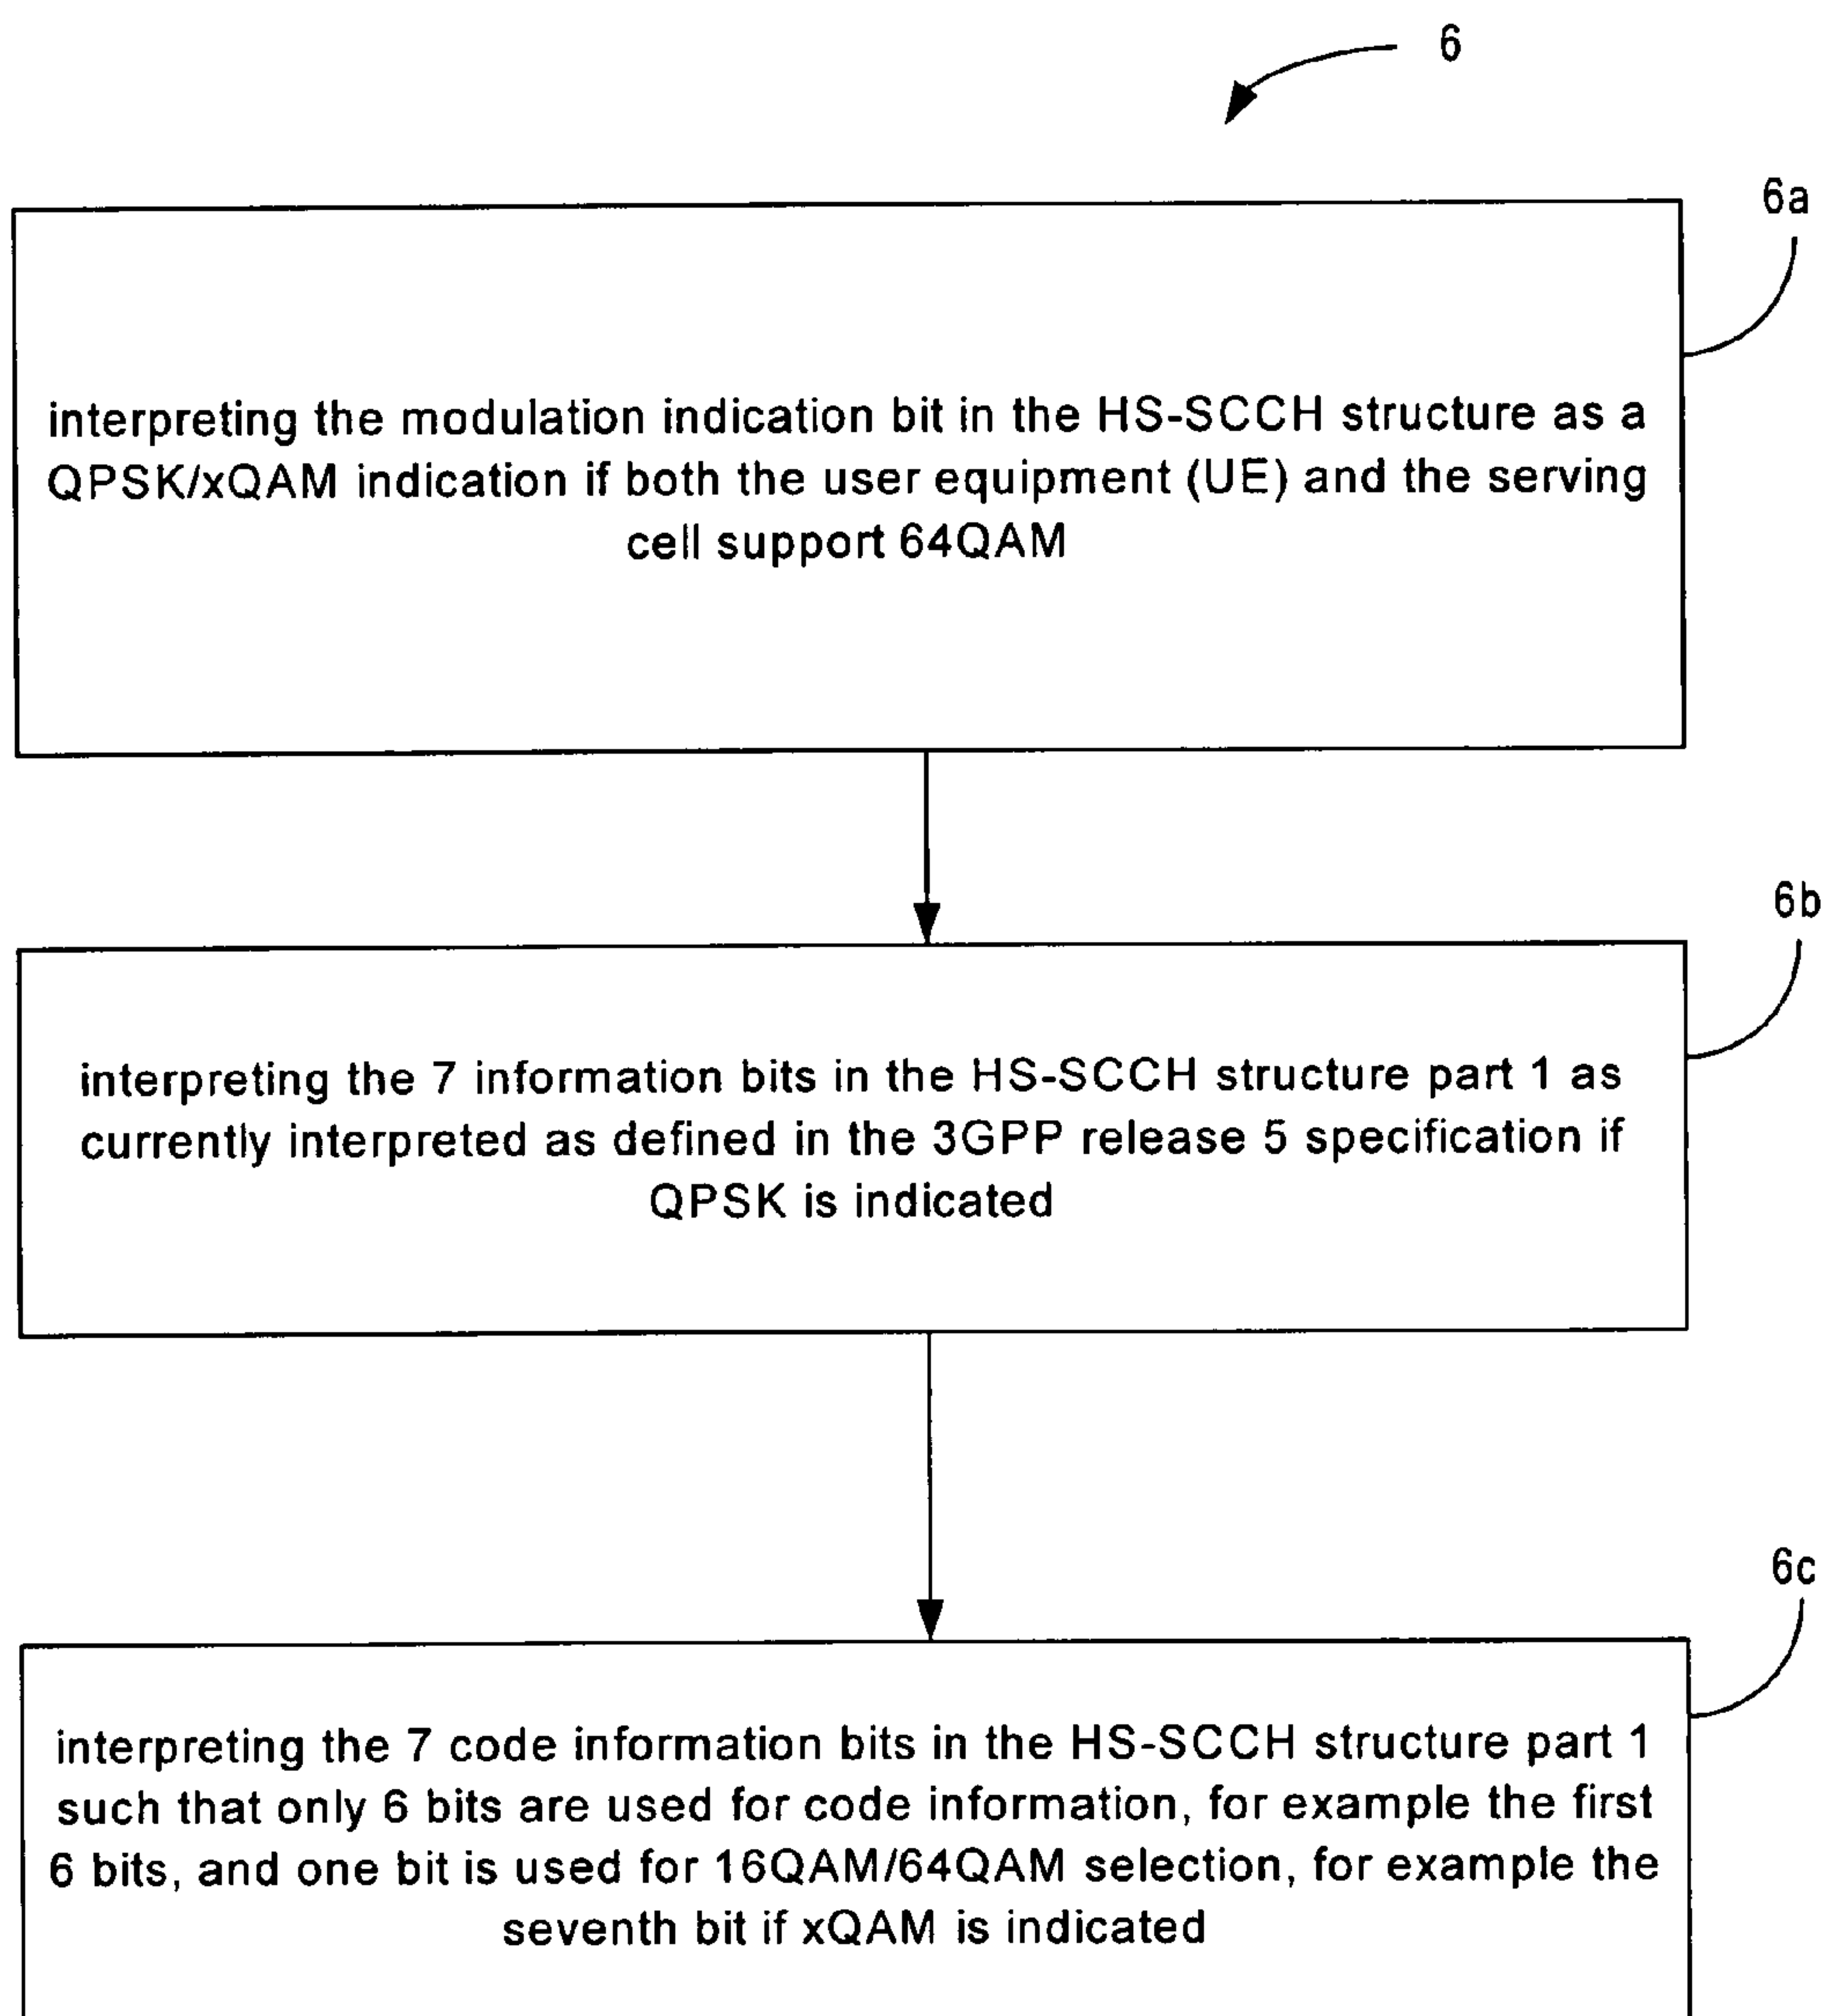 6
6a
interpreting the modulation indication bit in the HS-SCCH structure as a
QPSK/xQAM indication if both the user equipment (UE) and the serving
cell support 64QAM
6b
interpreting the 7 information bits in the HS-SCCH structure part 1 as
currently interpreted as defined in the 3GPP release 5 specification if
QPSK is indicated
6c
interpreting the 7 code information bits in the HS-SCCH structure part 1
such that only 6 bits are used for code information, for example the first
6 bits, and one bit is used for 16QAM/64QAM selection, for example the
seventh bit if xQAM is indicated